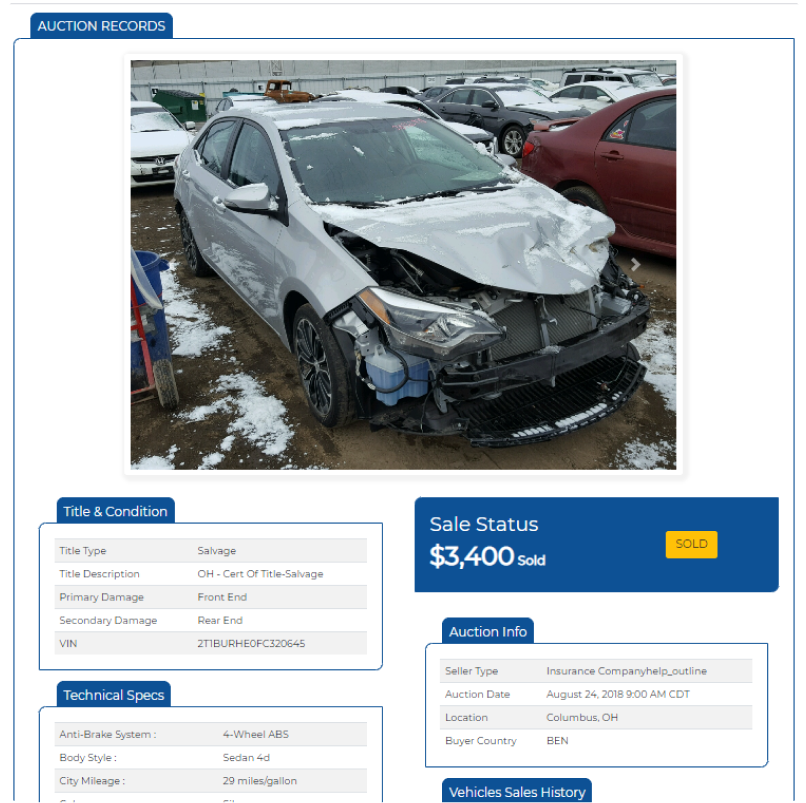 AUCTION RECORDS
Title & Condition
Title Type Salvage
Title Description OH - Cert Of Title-Salvage
Primary Damage Front End
Secondary Damage Rear End
VIN 2T1BURHE0FC320645
Technical Specs
Anti-Brake System : 4-Wheel ABS
Body Style : Sedan 4d
City Mileage : 29 miles/gallon
Sale Status
$3,400 Sold
SOLD
Auction Info
Seller Type Insurance Companyhelp_outline
Auction Date August 24, 2018 9:00 AM CDT
Location Columbus, OH
Buyer Country BEN
Vehicles Sales History